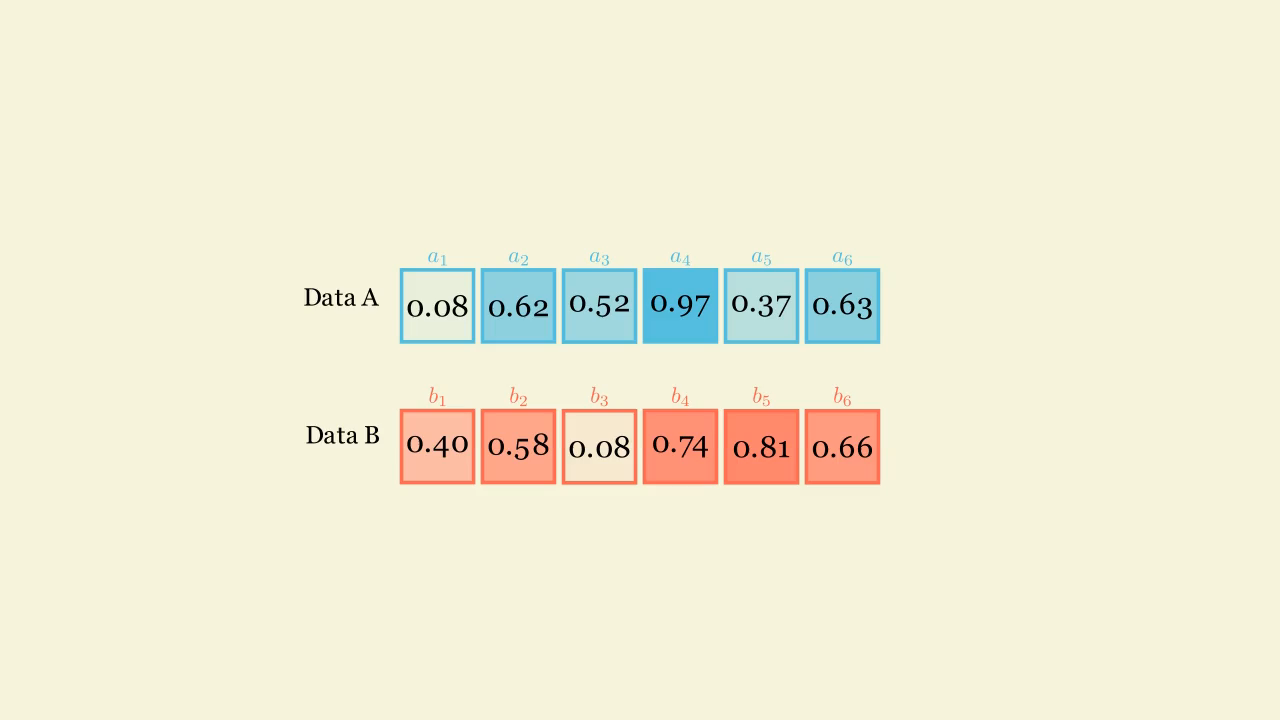 a₁ a₂ a₃ a₄ a₅ a₆
Data A 0.08 0.62 0.52 0.97 0.37 0.63
b₁ b₂ b₃ b₄ b₅ b₆
Data B 0.40 0.58 0.08 0.74 0.81 0.66